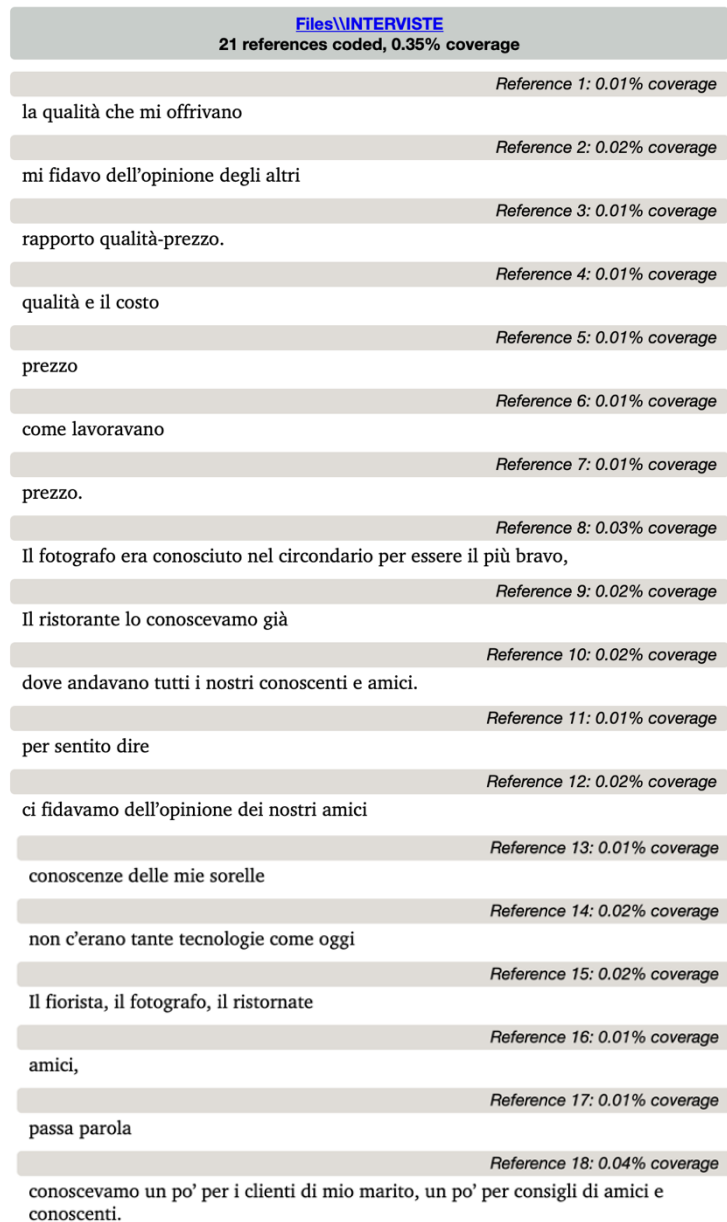 Files\\INTERVISTE
21 references coded, 0.35% coverage
Reference 1: 0.01% coverage
la qualità che mi offrivano
Reference 2: 0.02% coverage
mi fidavo dell’opinione degli altri
Reference 3: 0.01% coverage
rapporto qualità-prezzo.
Reference 4: 0.01% coverage
qualità e il costo
Reference 5: 0.01% coverage
prezzo
Reference 6: 0.01% coverage
come lavoravano
Reference 7: 0.01% coverage
prezzo.
Reference 8: 0.03% coverage
Il fotografo era conosciuto nel circondario per essere il più bravo,
Reference 9: 0.02% coverage
Il ristorante lo conoscevamo già
Reference 10: 0.02% coverage
dove andavano tutti i nostri conoscenti e amici.
Reference 11: 0.01% coverage
per sentito dire
Reference 12: 0.02% coverage
ci fidavamo dell’opinione dei nostri amici
Reference 13: 0.01% coverage
conoscenze delle mie sorelle
Reference 14: 0.02% coverage
non c’erano tante tecnologie come oggi
Reference 15: 0.02% coverage
Il fiorista, il fotografo, il ristornate
Reference 16: 0.01% coverage
amici,
Reference 17: 0.01% coverage
passa parola
Reference 18: 0.04% coverage
conoscevamo un po’ per i clienti di mio marito, un po’ per consigli di amici e
conoscenti.